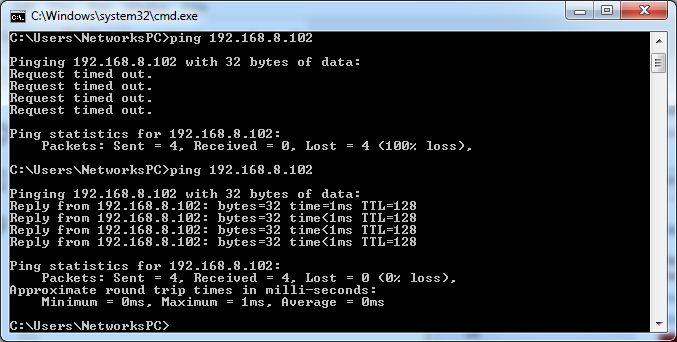 C:\Windows\system32\cmd.exe
C:\Users\NetworksPC>ping 192.168.8.102
Pinging 192.168.8.102 with 32 bytes of data:
Request timed out.
Request timed out.
Request timed out.
Request timed out.
Ping statistics for 192.168.8.102:
    Packets: Sent = 4, Received = 0, Lost = 4 (100% loss),
C:\Users\NetworksPC>ping 192.168.8.102
Pinging 192.168.8.102 with 32 bytes of data:
Reply from 192.168.8.102: bytes=32 time=1ms TTL=128
Reply from 192.168.8.102: bytes=32 time<1ms TTL=128
Reply from 192.168.8.102: bytes=32 time<1ms TTL=128
Reply from 192.168.8.102: bytes=32 time<1ms TTL=128
Ping statistics for 192.168.8.102:
    Packets: Sent = 4, Received = 4, Lost = 0 (0% loss),
Approximate round trip times in milli-seconds:
    Minimum = 0ms, Maximum = 1ms, Average = 0ms
C:\Users\NetworksPC>